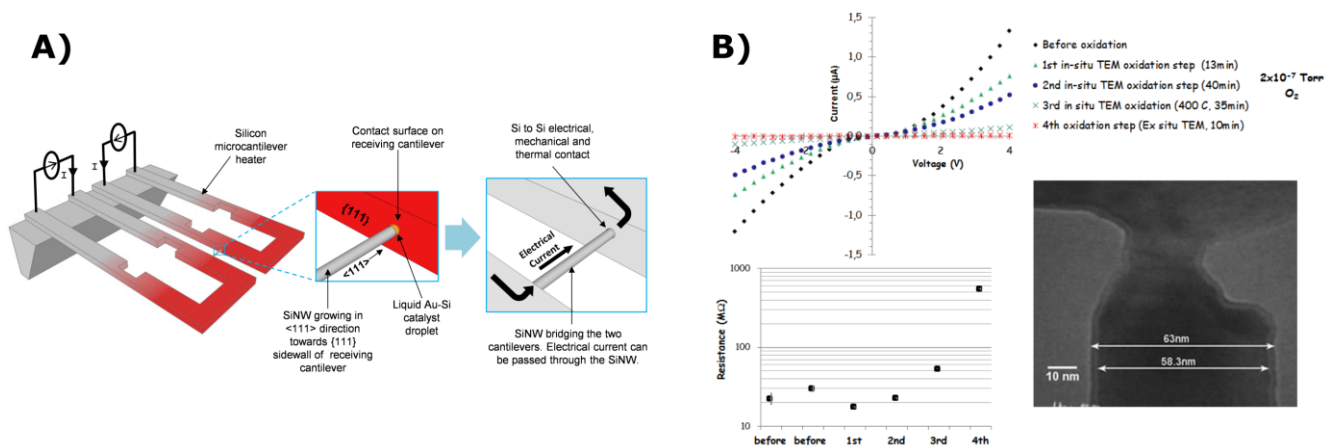 A)
I
I
Silicon
microcantilever
heater
Contact surface on
receiving cantilever
{111}
<111>
SiNW growing in
<111> direction
towards {111}
sidewall of receiving
cantilever
Liquid Au-Si
catalyst
droplet
Si to Si electrical,
mechanical and
thermal contact
Electrical
Current
SiNW bridging the two
cantilevers. Electrical current can
be passed through the SiNW.
B)
1,5
1,0
0,5
0,0
-0,5
-1,0
-1,5
Current (μA)
-4
-2
0
2
4
Voltage (V)
Before oxidation
1st in-situ TEM oxidation step (13min)
2nd in-situ TEM oxidation step (40min)
3rd in situ TEM oxidation (400 C, 35min)
4th oxidation step (Ex situ TEM, 10min)
2x10⁻⁷ Torr
O₂
1000
100
10
Resistance (MΩ)
before before 1st 2nd 3rd 4th
63nm
58.3nm
10 nm